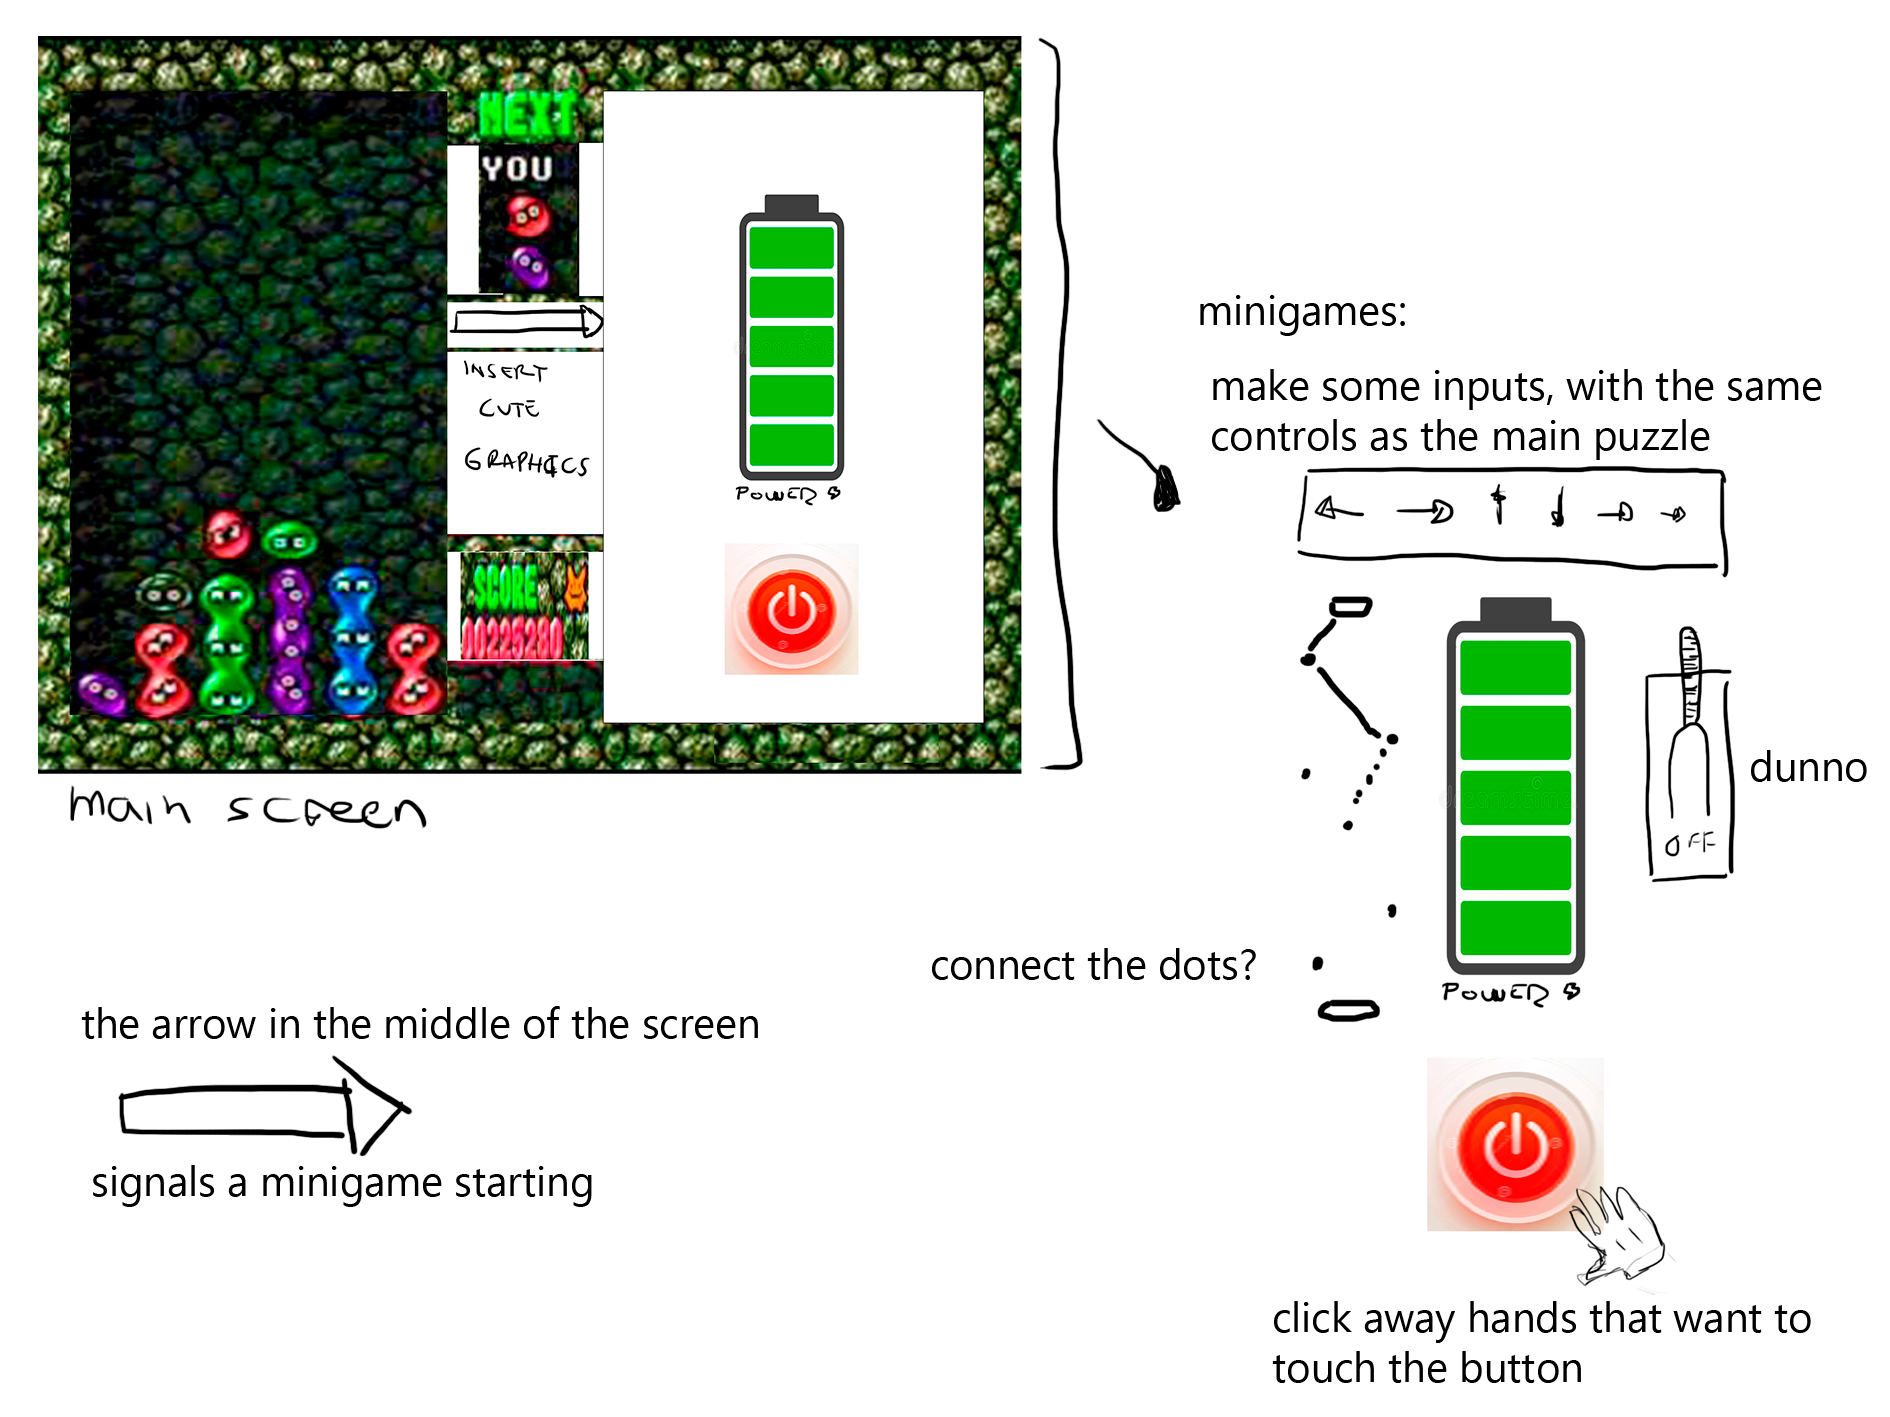 NEXT
YOU
INSERT
CUTE
GRAPHICS
POWER
SCORE
00225280
main screen
minigames:
make some inputs, with the same
controls as the main puzzle
dunno
OFF
connect the dots?
POWER
the arrow in the middle of the screen
signals a minigame starting
click away hands that want to
touch the button